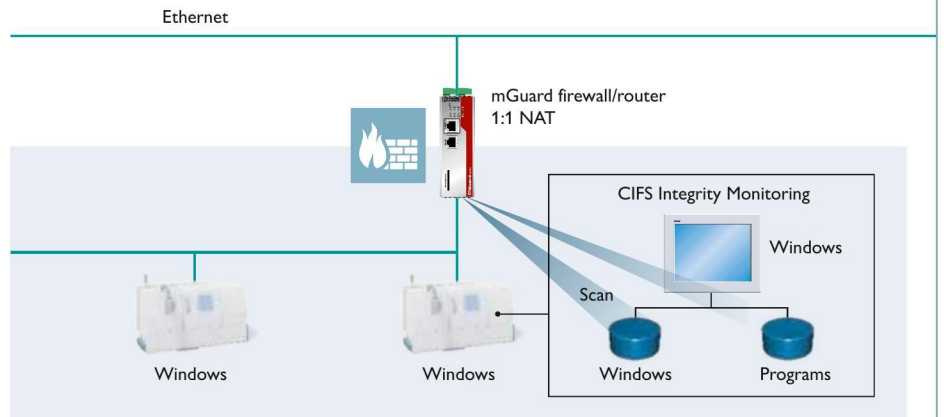 Ethernet
mGuard firewall/router
1:1 NAT
CIFS Integrity Monitoring
Windows
Scan
Windows
Windows
Windows
Programs